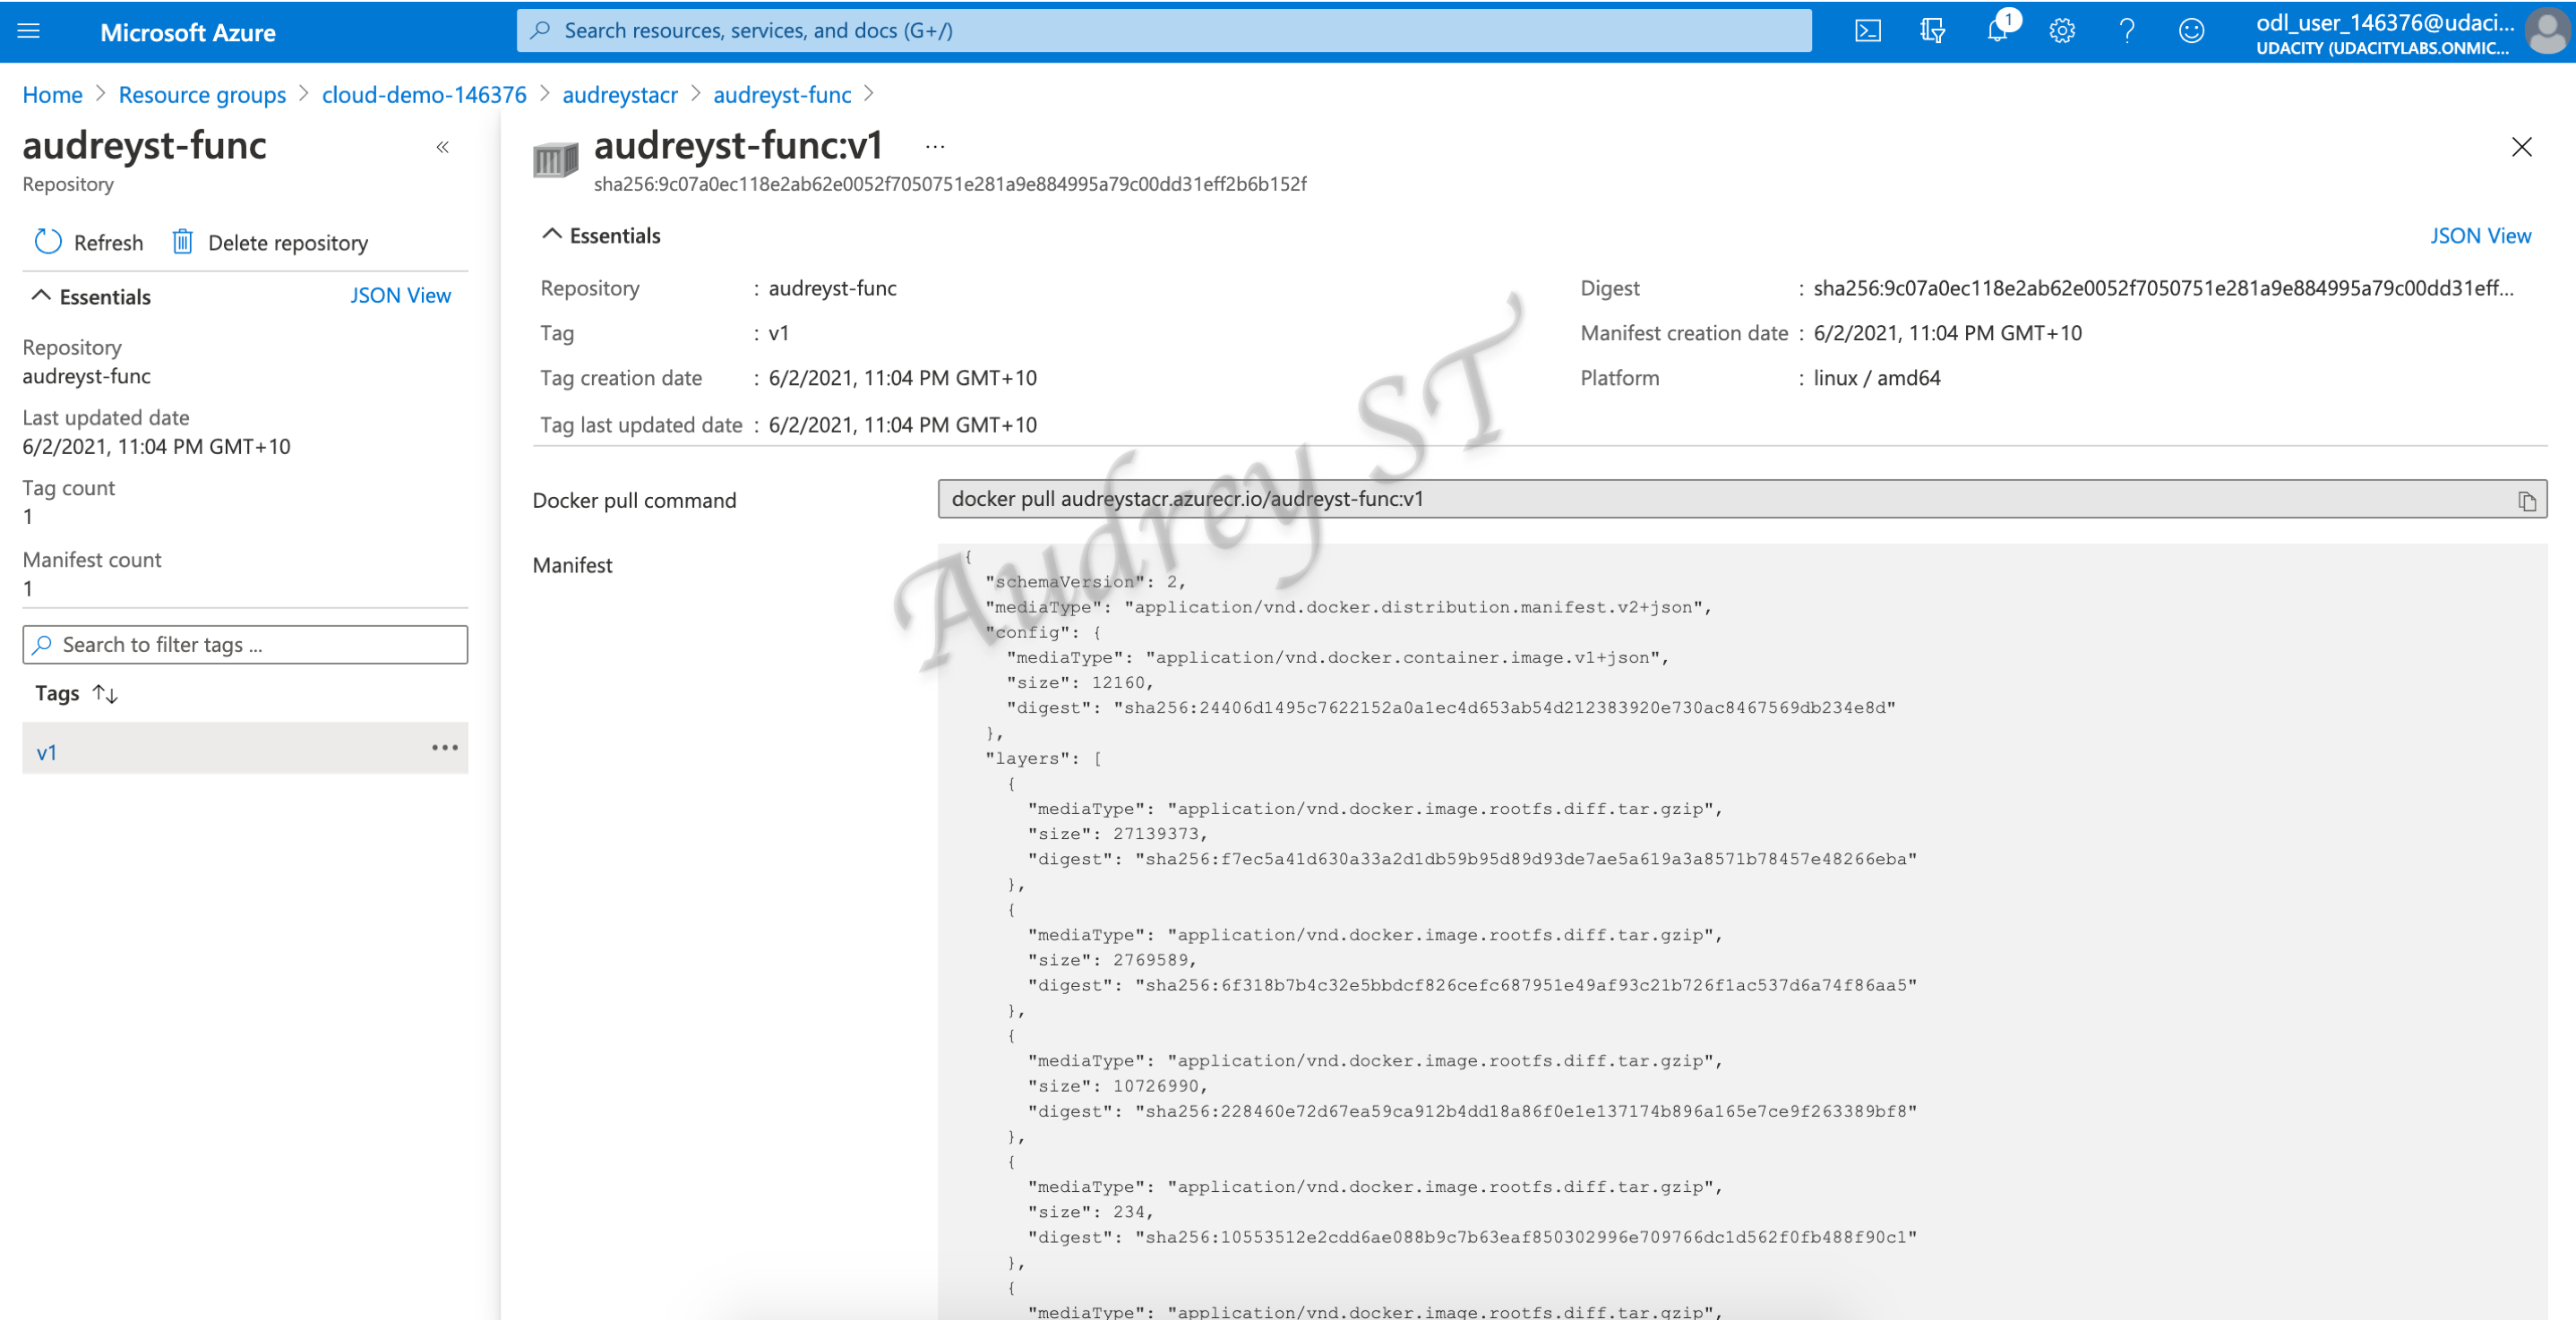 Microsoft Azure
Search resources, services, and docs (G+/)
1
odl_user_146376@udaci...
UDACITY (UDACITYLABS.ONMIC...
Home > Resource groups > cloud-demo-146376 > audreystacr > audreyst-func >
audreyst-func
Repository
Refresh
Delete repository
Essentials
JSON View
Repository
audreyst-func
Last updated date
6/2/2021, 11:04 PM GMT+10
Tag count
1
Manifest count
1
Search to filter tags ...
Tags
v1
audreyst-func:v1
sha256:9c07a0ec118e2ab62e0052f7050751e281a9e884995a79c00dd31eff2b6b152f
Essentials
JSON View
Repository : audreyst-func
Tag : v1
Tag creation date : 6/2/2021, 11:04 PM GMT+10
Tag last updated date : 6/2/2021, 11:04 PM GMT+10
Digest : sha256:9c07a0ec118e2ab62e0052f7050751e281a9e884995a79c00dd31eff...
Manifest creation date : 6/2/2021, 11:04 PM GMT+10
Platform : linux / amd64
Docker pull command
docker pull audreystacr.azurecr.io/audreyst-func:v1
Manifest
{
"schemaVersion": 2,
"mediaType": "application/vnd.docker.distribution.manifest.v2+json",
"config": {
"mediaType": "application/vnd.docker.container.image.v1+json",
"size": 12160,
"digest": "sha256:24406d1495c7622152a0a1ec4d653ab54d212383920e730ac8467569db234e8d"
},
"layers": [
{
"mediaType": "application/vnd.docker.image.rootfs.diff.tar.gzip",
"size": 27139373,
"digest": "sha256:f7ec5a41d630a33a2d1db59b95d89d93de7ae5a619a3a8571b78457e48266eba"
},
{
"mediaType": "application/vnd.docker.image.rootfs.diff.tar.gzip",
"size": 2769589,
"digest": "sha256:6f318b7b4c32e5bbdcf826cefc687951e49af93c21b726f1ac537d6a74f86aa5"
},
{
"mediaType": "application/vnd.docker.image.rootfs.diff.tar.gzip",
"size": 10726990,
"digest": "sha256:228460e72d67ea59ca912b4dd18a86f0e1e137174b896a165e7ce9f263389bf8"
},
{
"mediaType": "application/vnd.docker.image.rootfs.diff.tar.gzip",
"size": 234,
"digest": "sha256:10553512e2cdd6ae088b9c7b63eaf850302996e709766dc1d562f0fb488f90c1"
},
{
"mediaType": "application/vnd.docker.image.rootfs.diff.tar.gzip",
Audrey ST